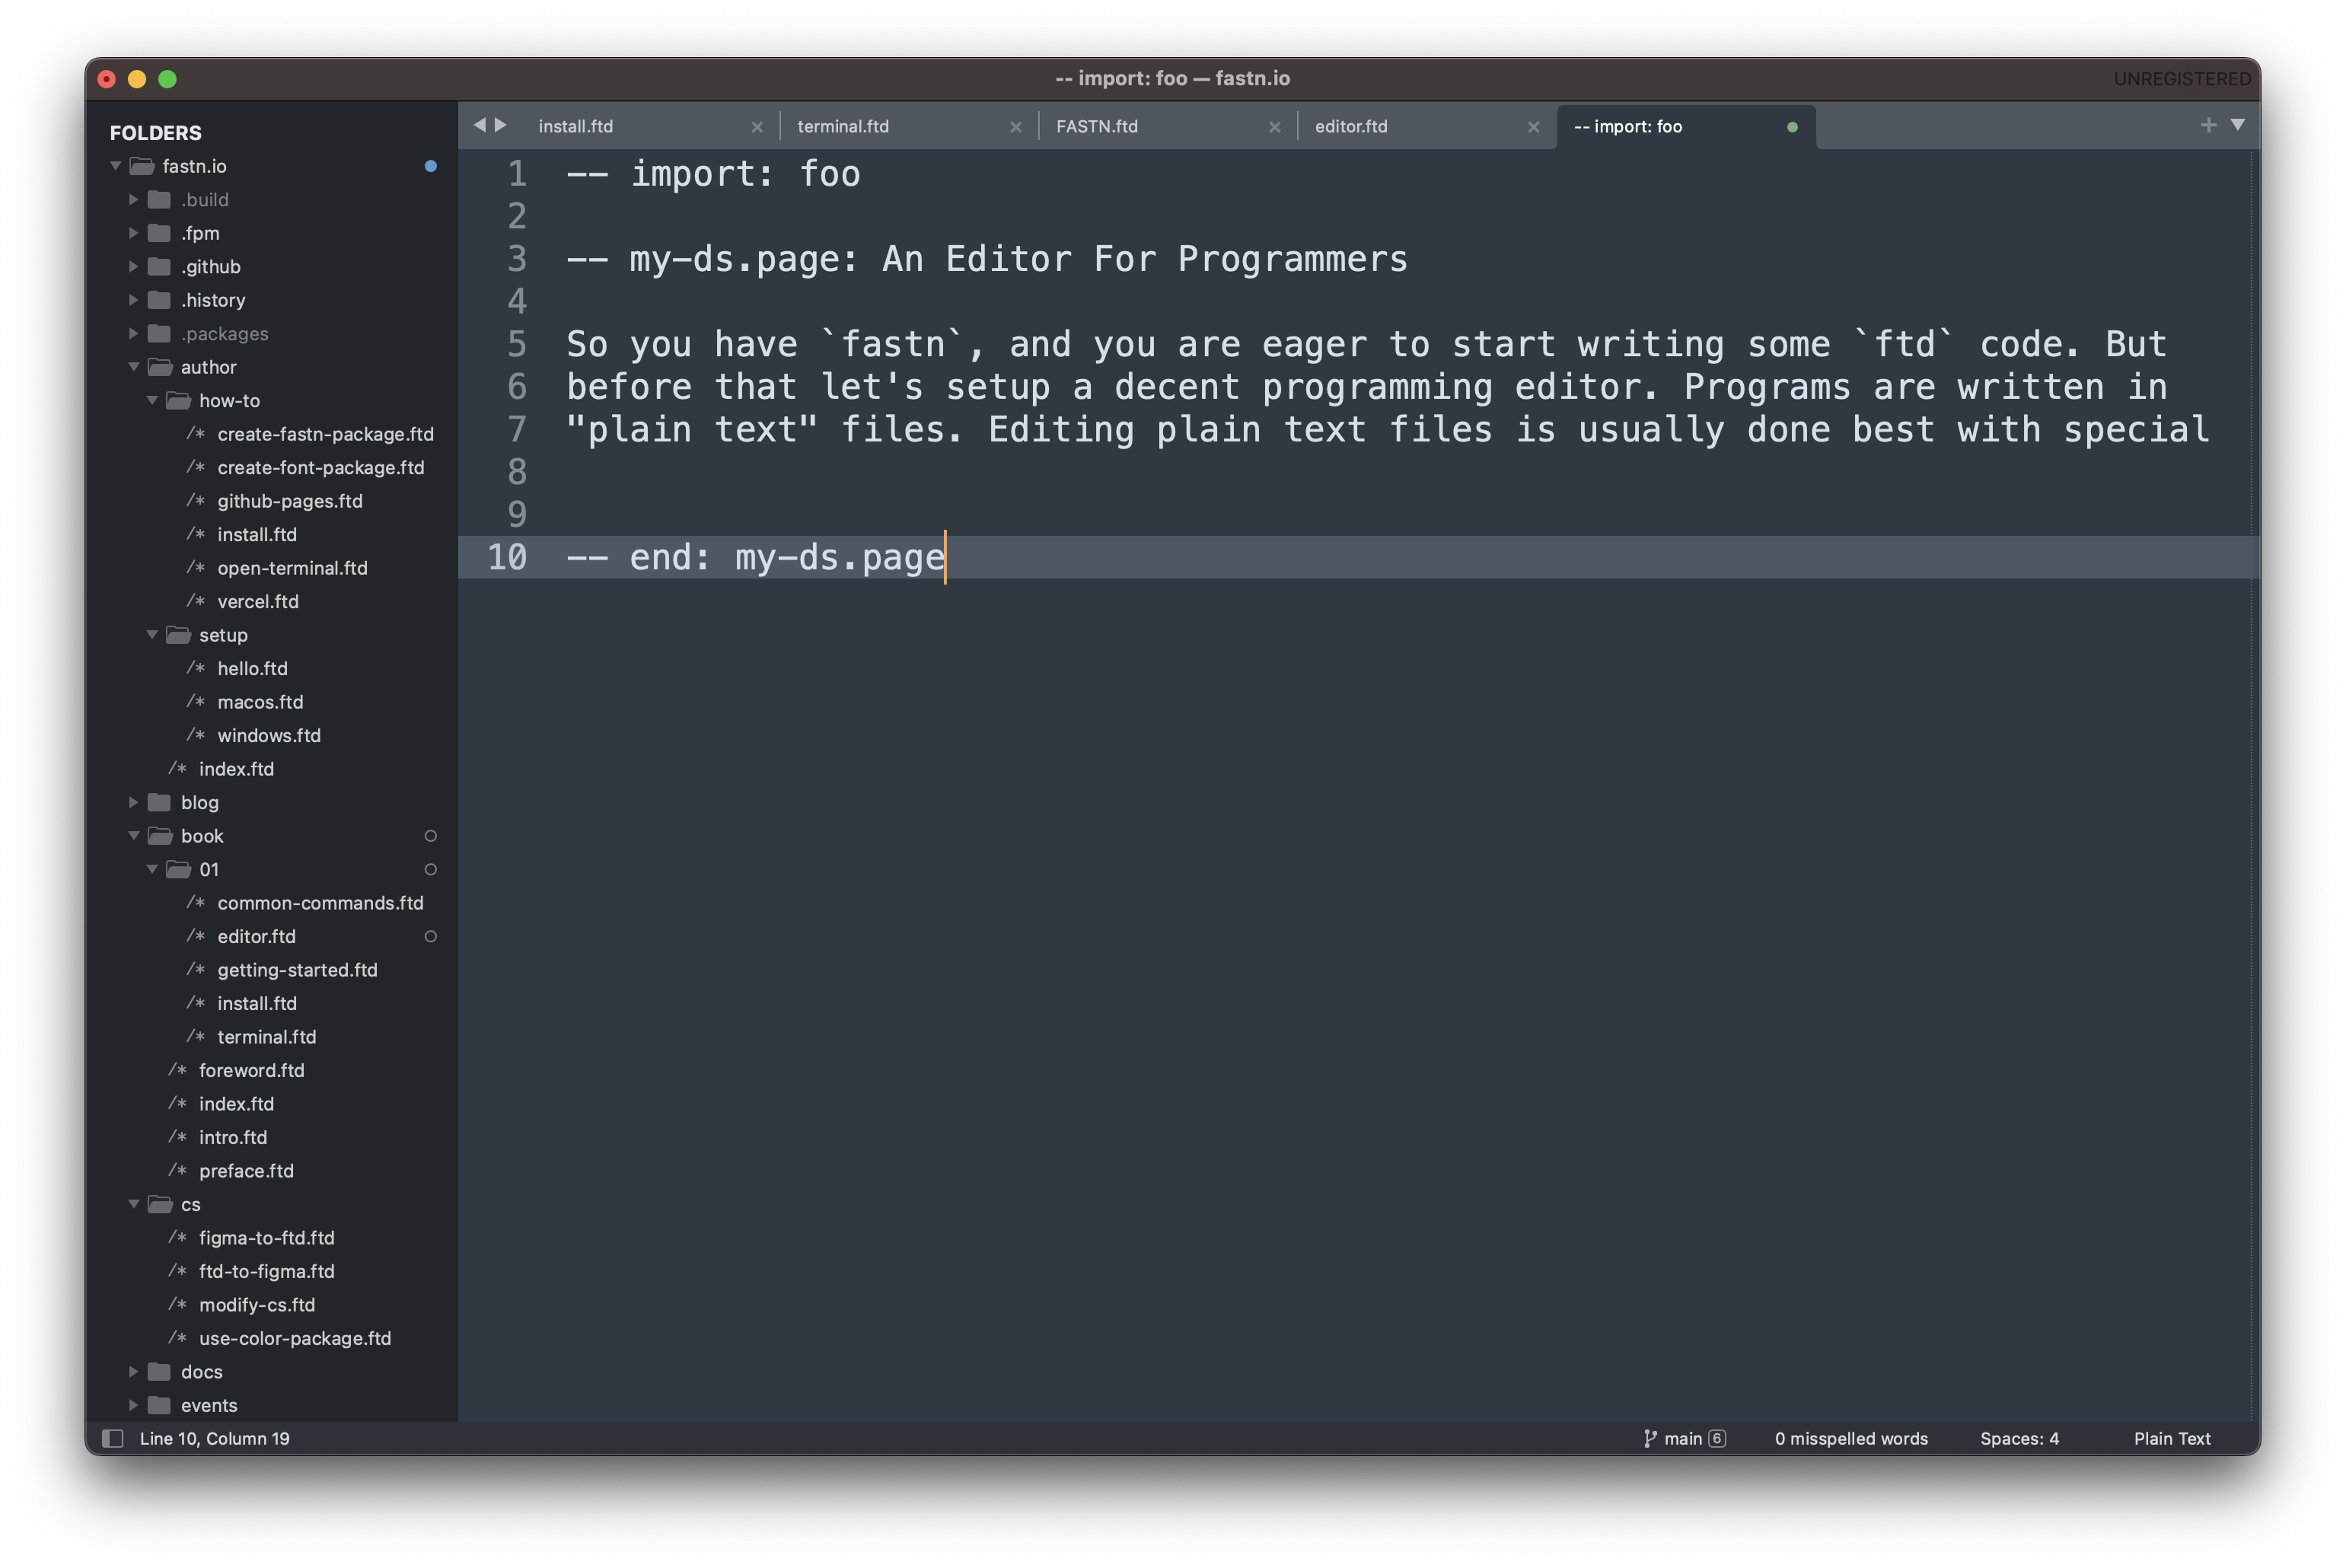 -- import: foo — fastn.io
UNREGISTERED
FOLDERS
fastn.io
.build
.fpm
.github
.history
.packages
author
how-to
/* create-fastn-package.ftd
/* create-font-package.ftd
/* github-pages.ftd
/* install.ftd
/* open-terminal.ftd
/* vercel.ftd
setup
/* hello.ftd
/* macos.ftd
/* windows.ftd
/* index.ftd
blog
book
01
/* common-commands.ftd
/* editor.ftd
/* getting-started.ftd
/* install.ftd
/* terminal.ftd
/* foreword.ftd
/* index.ftd
/* intro.ftd
/* preface.ftd
cs
/* figma-to-ftd.ftd
/* ftd-to-figma.ftd
/* modify-cs.ftd
/* use-color-package.ftd
docs
events
install.ftd terminal.ftd FASTN.ftd editor.ftd -- import: foo
1 -- import: foo
2
3 -- my-ds.page: An Editor For Programmers
4
5 So you have `fastn`, and you are eager to start writing some `ftd` code. But
6 before that let's setup a decent programming editor. Programs are written in
7 "plain text" files. Editing plain text files is usually done best with special
8
9
10 -- end: my-ds.page
Line 10, Column 19 main 6 0 misspelled words Spaces: 4 Plain Text